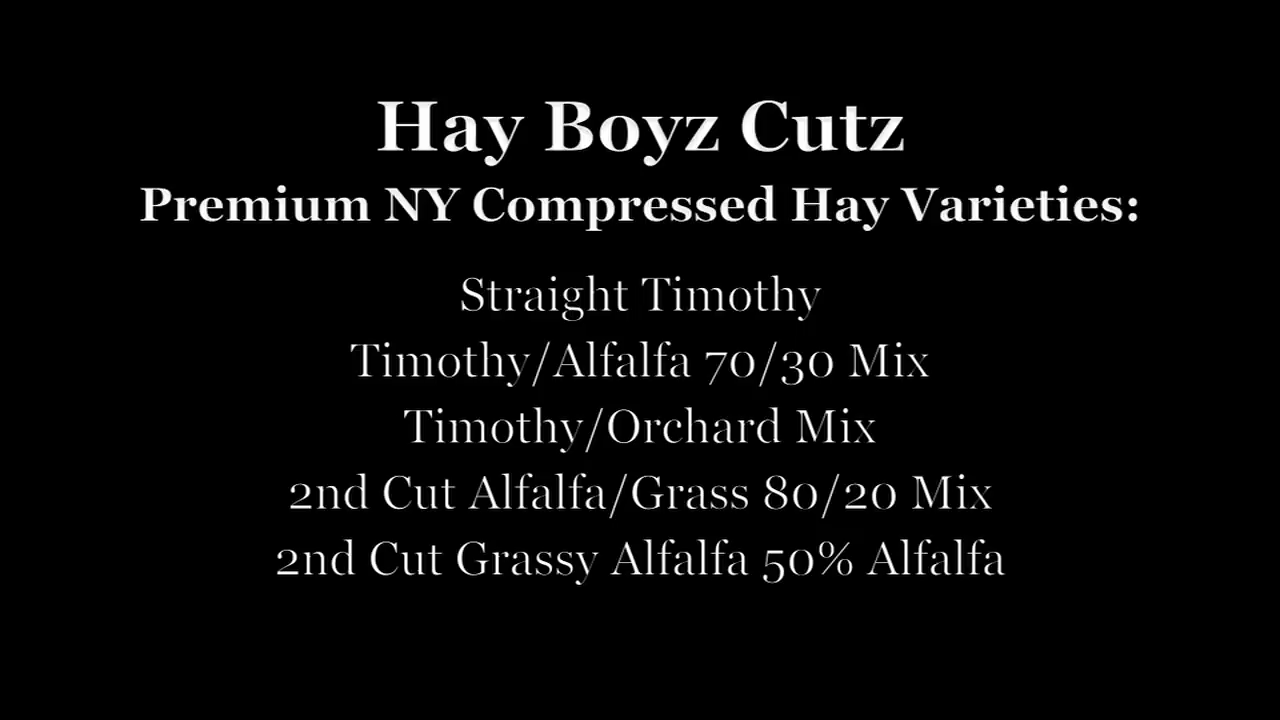 Hay Boyz Cutz
Premium NY Compressed Hay Varieties:
Straight Timothy
Timothy/Alfalfa 70/30 Mix
Timothy/Orchard Mix
2nd Cut Alfalfa/Grass 80/20 Mix
2nd Cut Grassy Alfalfa 50% Alfalfa